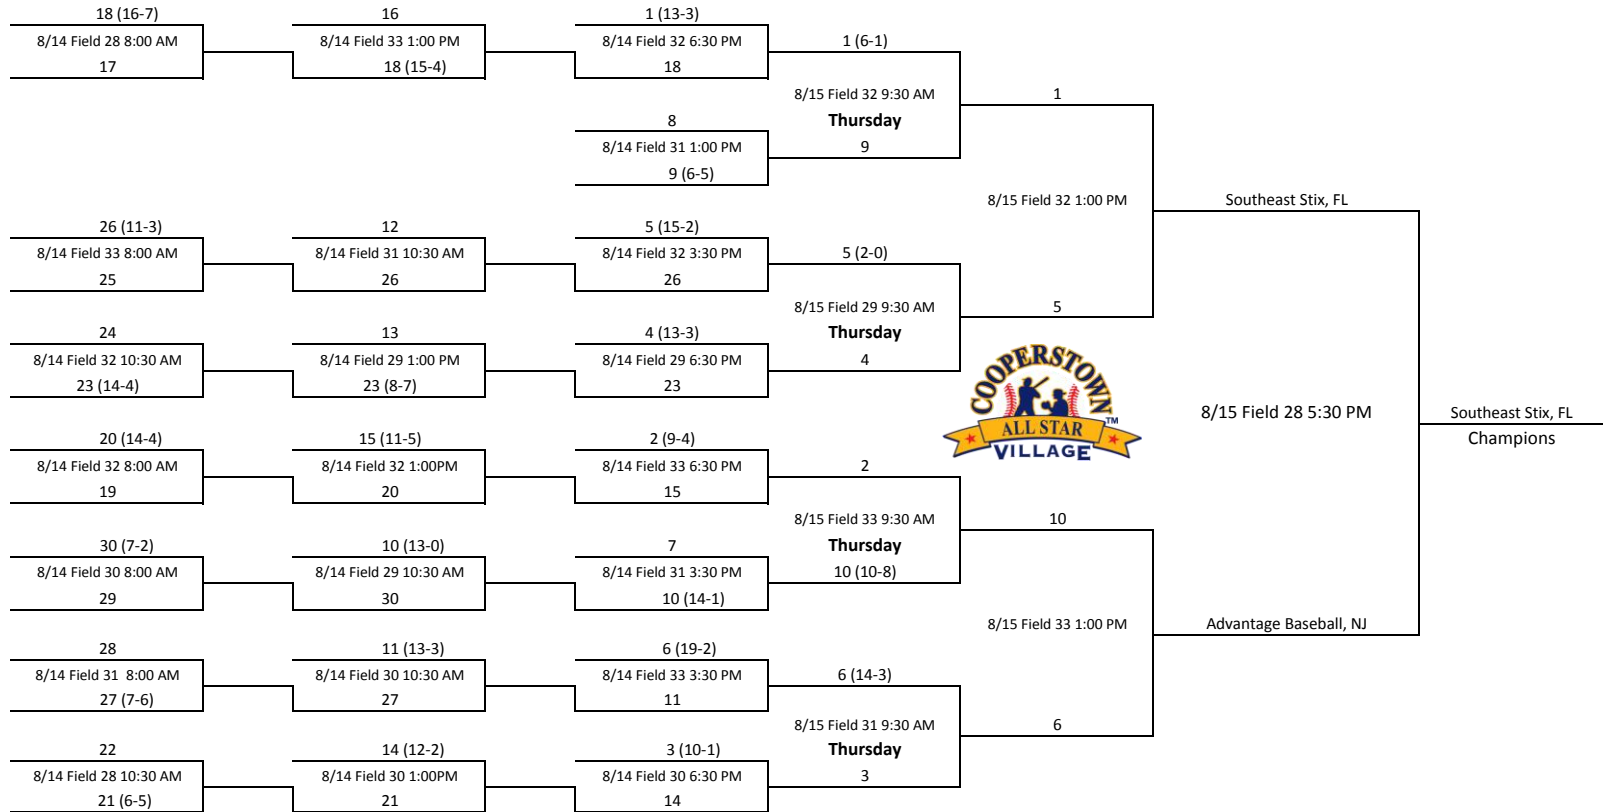 18 (16-7)
8/14 Field 28 8:00 AM
17
16
8/14 Field 33 1:00 PM
18 (15-4)
1 (13-3)
8/14 Field 32 6:30 PM
18
1 (6-1)
8/15 Field 32 9:30 AM
Thursday
9
8
8/14 Field 31 1:00 PM
9 (6-5)
1
8/15 Field 32 1:00 PM
5
26 (11-3)
8/14 Field 33 8:00 AM
25
12
8/14 Field 31 10:30 AM
26
5 (15-2)
8/14 Field 32 3:30 PM
26
5 (2-0)
8/15 Field 29 9:30 AM
Thursday
4
24
8/14 Field 32 10:30 AM
23 (14-4)
13
8/14 Field 29 1:00 PM
23 (8-7)
4 (13-3)
8/14 Field 29 6:30 PM
23
Southeast Stix, FL
8/15 Field 28 5:30 PM
Advantage Baseball, NJ
Southeast Stix, FL
Champions
COOPERSTOWN
ALL STAR
VILLAGE
TM
20 (14-4)
8/14 Field 32 8:00 AM
19
15 (11-5)
8/14 Field 32 1:00PM
20
2 (9-4)
8/14 Field 33 6:30 PM
15
2
8/15 Field 33 9:30 AM
Thursday
10 (10-8)
30 (7-2)
8/14 Field 30 8:00 AM
29
10 (13-0)
8/14 Field 29 10:30 AM
30
7
8/14 Field 31 3:30 PM
10 (14-1)
10
8/15 Field 33 1:00 PM
6
28
8/14 Field 31  8:00 AM
27 (7-6)
11 (13-3)
8/14 Field 30 10:30 AM
27
6 (19-2)
8/14 Field 33 3:30 PM
11
6 (14-3)
8/15 Field 31 9:30 AM
Thursday
3
22
8/14 Field 28 10:30 AM
21 (6-5)
14 (12-2)
8/14 Field 30 1:00PM
21
3 (10-1)
8/14 Field 30 6:30 PM
14